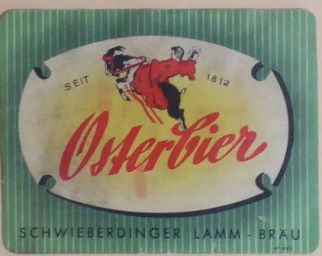 SEIT 1812
Osterbier
SCHWIEBERDINGER LAMM - BRÄU